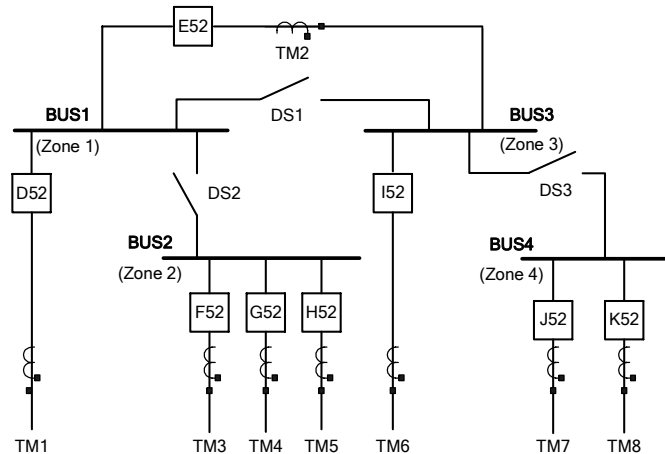 E52
TM2
BUS1
DS1
BUS3
(Zone 1)
(Zone 3)
D52
DS2
I52
DS3
BUS2
BUS4
(Zone 2)
(Zone 4)
F52
G52
H52
J52
K52
TM1
TM3
TM4
TM5
TM6
TM7
TM8